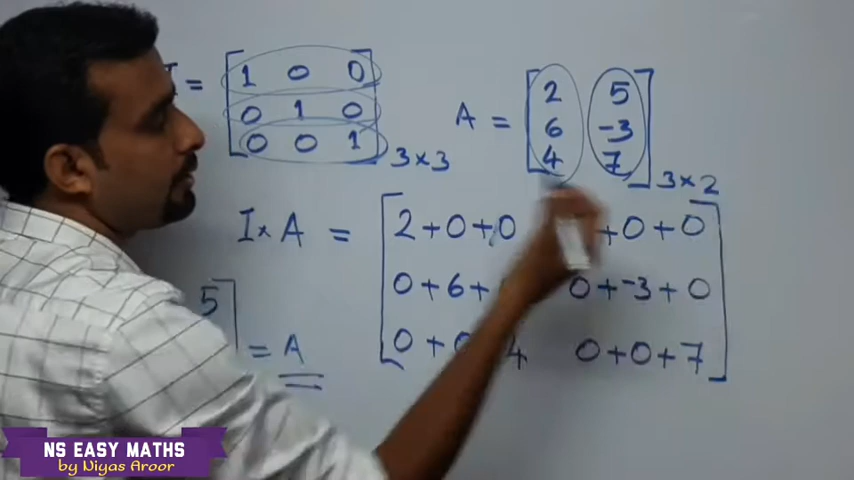 I = [ 1 0 0
0 1 0
0 0 1 ] 3×3
A = [ 2 5
6 -3
4 7 ] 3×2
I × A = [ 2+0+0 +0+0
0+6+ 0+-3+0
0+ 4 0+0+7 ]
5 ] = A
NS EASY MATHS
by Niyas Aroor